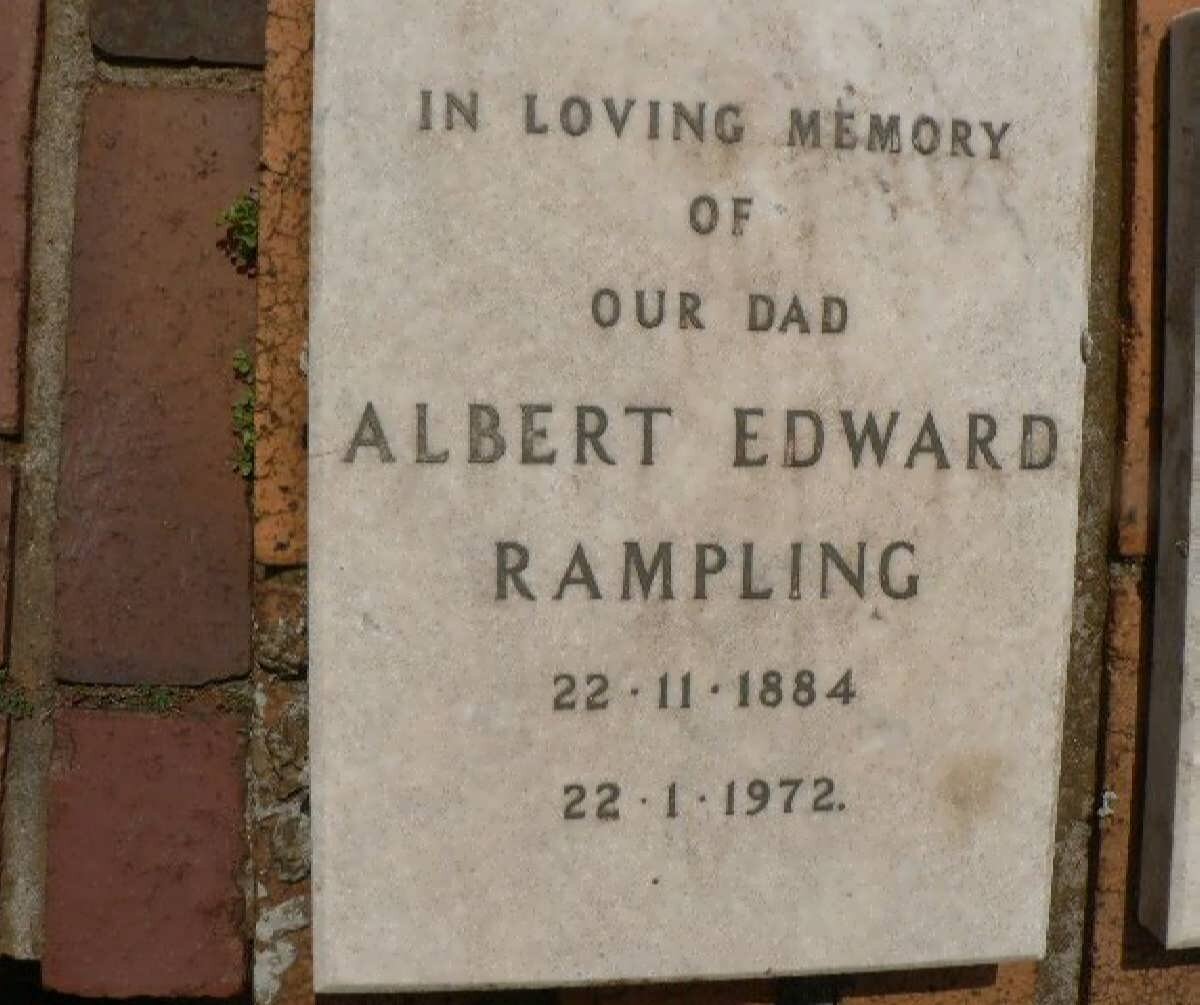 IN LOVING MEMORY
OF
OUR DAD
ALBERT EDWARD
RAMPLING
22·11·1884
22·1·1972.